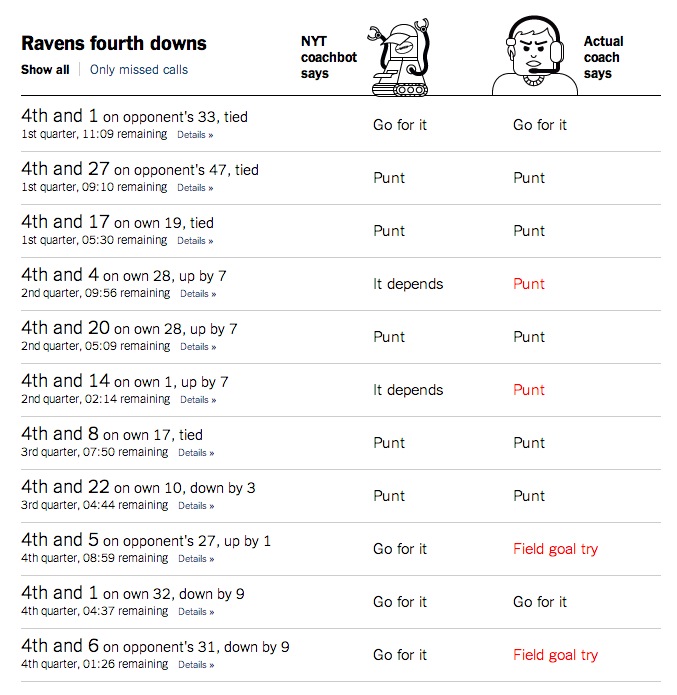 Ravens fourth downs
Show all | Only missed calls
NYT
coachbot
says
Actual
coach
says
4th and 1 on opponent's 33, tied
1st quarter, 11:09 remaining Details »
Go for it
Go for it
4th and 27 on opponent's 47, tied
1st quarter, 09:10 remaining Details »
Punt
Punt
4th and 17 on own 19, tied
1st quarter, 05:30 remaining Details »
Punt
Punt
4th and 4 on own 28, up by 7
2nd quarter, 09:56 remaining Details »
It depends
Punt
4th and 20 on own 28, up by 7
2nd quarter, 05:09 remaining Details »
Punt
Punt
4th and 14 on own 1, up by 7
2nd quarter, 02:14 remaining Details »
It depends
Punt
4th and 8 on own 17, tied
3rd quarter, 07:50 remaining Details »
Punt
Punt
4th and 22 on own 10, down by 3
3rd quarter, 04:44 remaining Details »
Punt
Punt
4th and 5 on opponent's 27, up by 1
4th quarter, 08:59 remaining Details »
Go for it
Field goal try
4th and 1 on own 32, down by 9
4th quarter, 04:37 remaining Details »
Go for it
Go for it
4th and 6 on opponent's 31, down by 9
4th quarter, 01:26 remaining Details »
Go for it
Field goal try